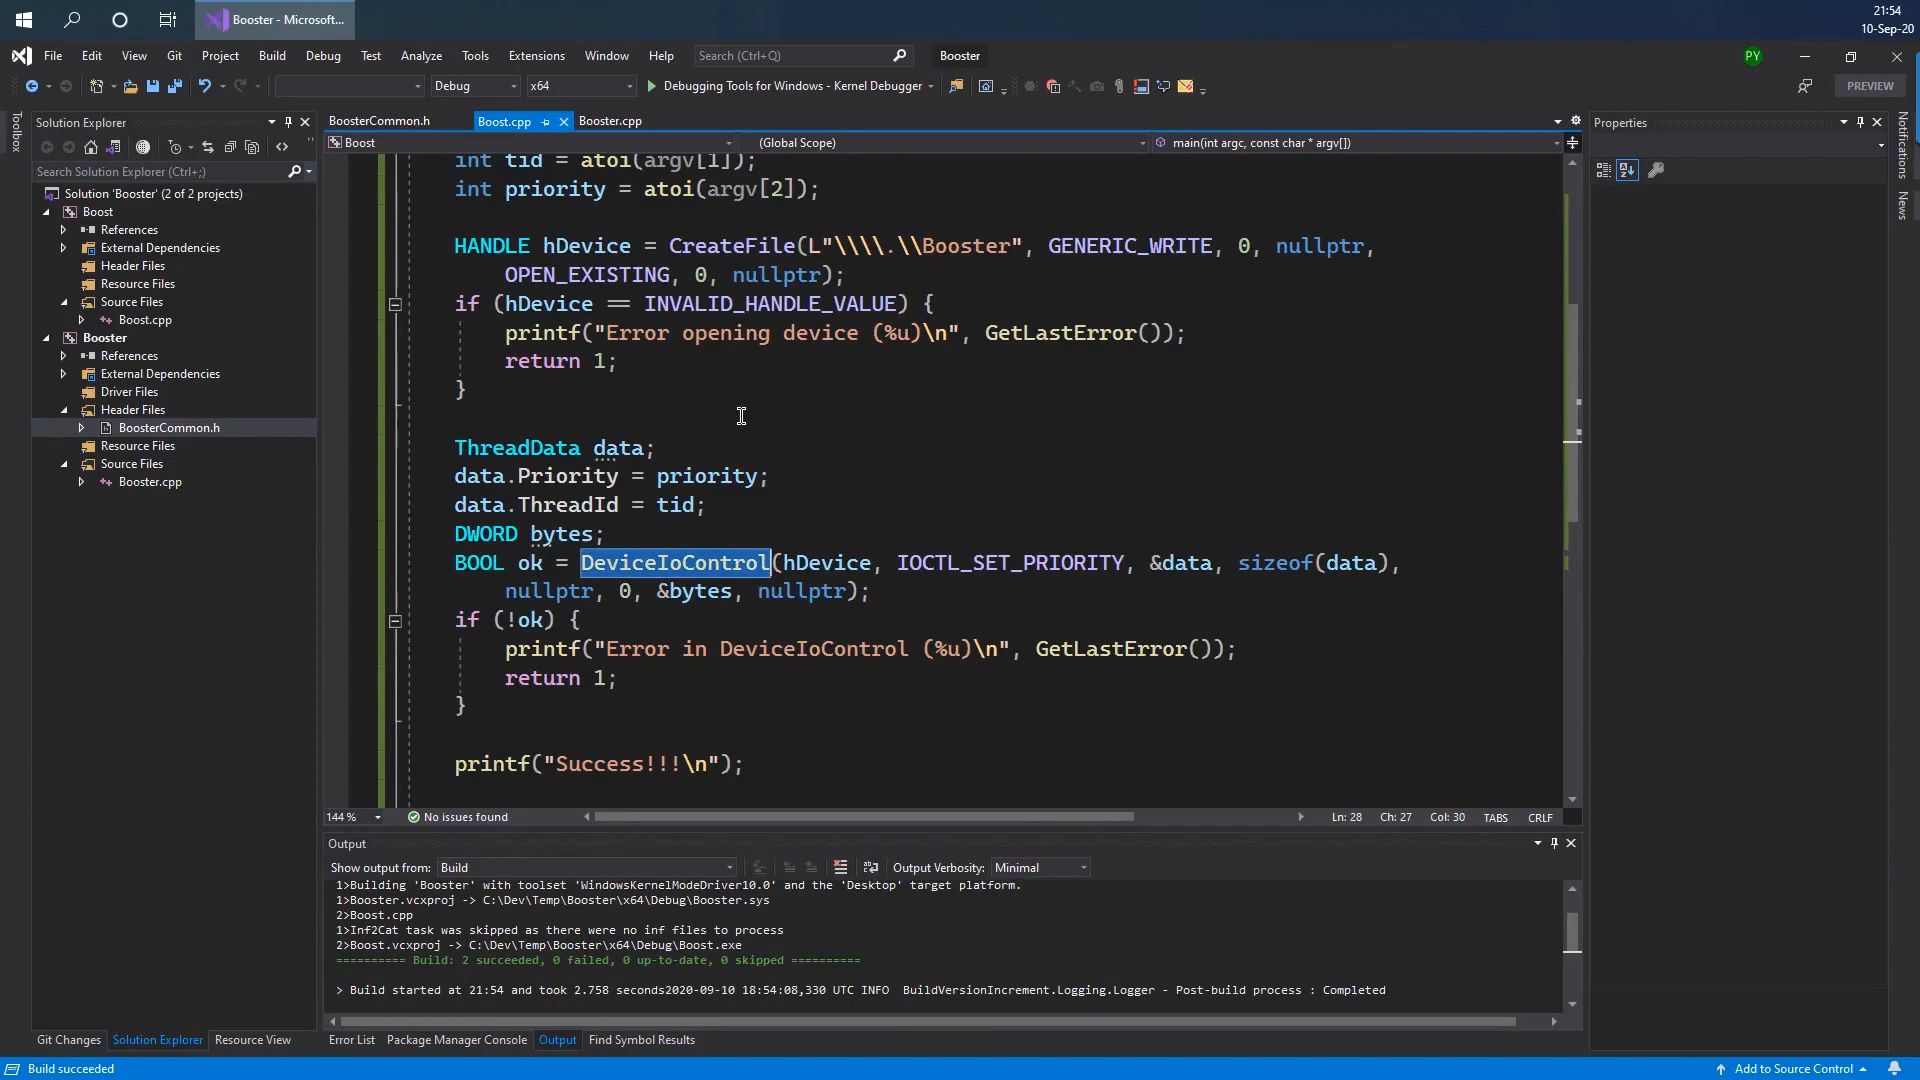 Booster - Microsoft...
21:54
10-Sep-20
File Edit View Git Project Build Debug Test Analyze Tools Extensions Window Help Search (Ctrl+Q) Booster PY
Debug x64 Debugging Tools for Windows - Kernel Debugger PREVIEW
Toolbox
Solution Explorer
Search Solution Explorer (Ctrl+;)
Solution 'Booster' (2 of 2 projects)
Boost
References
External Dependencies
Header Files
Resource Files
Source Files
Boost.cpp
Booster
References
External Dependencies
Driver Files
Header Files
BoosterCommon.h
Resource Files
Source Files
Booster.cpp
Git Changes Solution Explorer Resource View
BoosterCommon.h Boost.cpp Booster.cpp
Boost (Global Scope) main(int argc, const char * argv[])
int tid = atoi(argv[1]);
int priority = atoi(argv[2]);
HANDLE hDevice = CreateFile(L"\\\\.\\Booster", GENERIC_WRITE, 0, nullptr,
OPEN_EXISTING, 0, nullptr);
if (hDevice == INVALID_HANDLE_VALUE) {
printf("Error opening device (%u)\n", GetLastError());
return 1;
}
ThreadData data;
data.Priority = priority;
data.ThreadId = tid;
DWORD bytes;
BOOL ok = DeviceIoControl(hDevice, IOCTL_SET_PRIORITY, &data, sizeof(data),
nullptr, 0, &bytes, nullptr);
if (!ok) {
printf("Error in DeviceIoControl (%u)\n", GetLastError());
return 1;
}
printf("Success!!!\n");
144 % No issues found Ln: 28 Ch: 27 Col: 30 TABS CRLF
Output
Show output from: Build Output Verbosity: Minimal
1>Building 'Booster' with toolset 'WindowsKernelModeDriver10.0' and the 'Desktop' target platform.
1>Booster.vcxproj -> C:\Dev\Temp\Booster\x64\Debug\Booster.sys
2>Boost.cpp
1>Inf2Cat task was skipped as there were no inf files to process
2>Boost.vcxproj -> C:\Dev\Temp\Booster\x64\Debug\Boost.exe
========== Build: 2 succeeded, 0 failed, 0 up-to-date, 0 skipped ==========
> Build started at 21:54 and took 2.758 seconds2020-09-10 18:54:08,330 UTC INFO BuildVersionIncrement.Logging.Logger - Post-build process : Completed
Error List Package Manager Console Output Find Symbol Results
Properties
Notifications
News
Build succeeded Add to Source Control